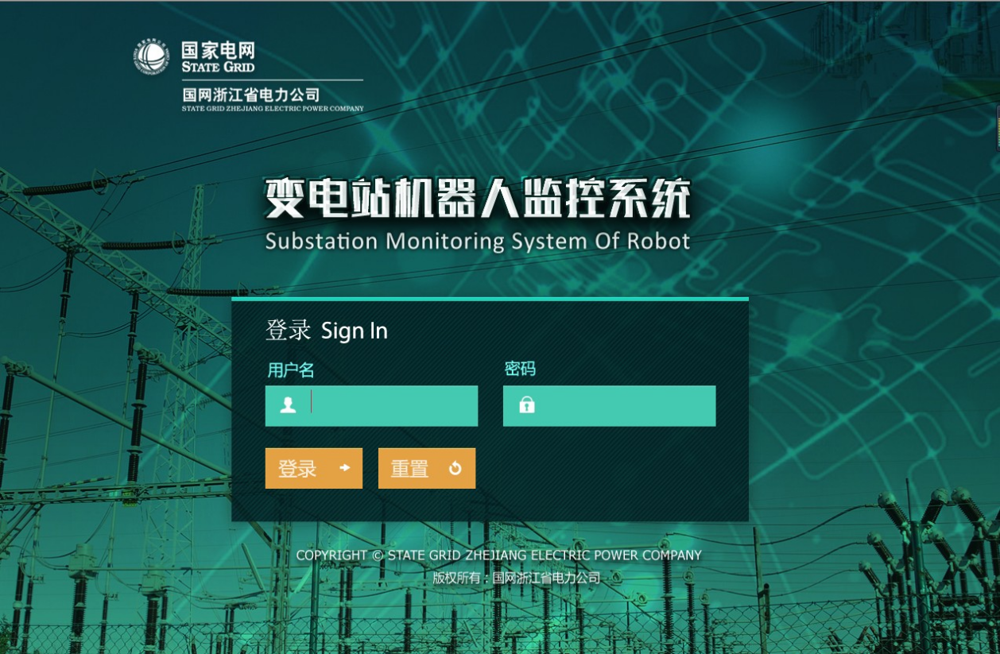 国家电网
STATE GRID
国网浙江省电力公司
STATE GRID ZHEJIANG ELECTRIC POWER COMPANY
变电站机器人监控系统
Substation Monitoring System Of Robot
登录 Sign In
用户名 密码
登录 重置
COPYRIGHT © STATE GRID ZHEJIANG ELECTRIC POWER COMPANY
版权所有：国网浙江省电力公司